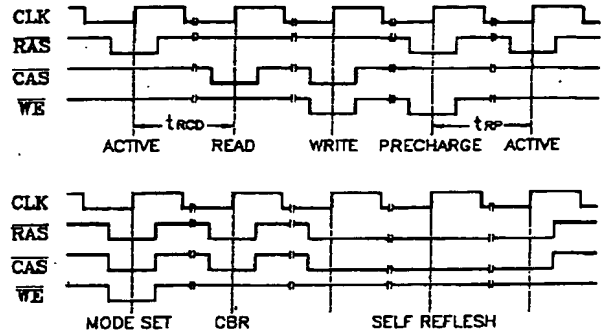 CLK
RAS
CAS
WE
tRCD tRP
ACTIVE READ WRITE PRECHARGE ACTIVE
CLK
RAS
CAS
WE
MODE SET CBR SELF REFLESH